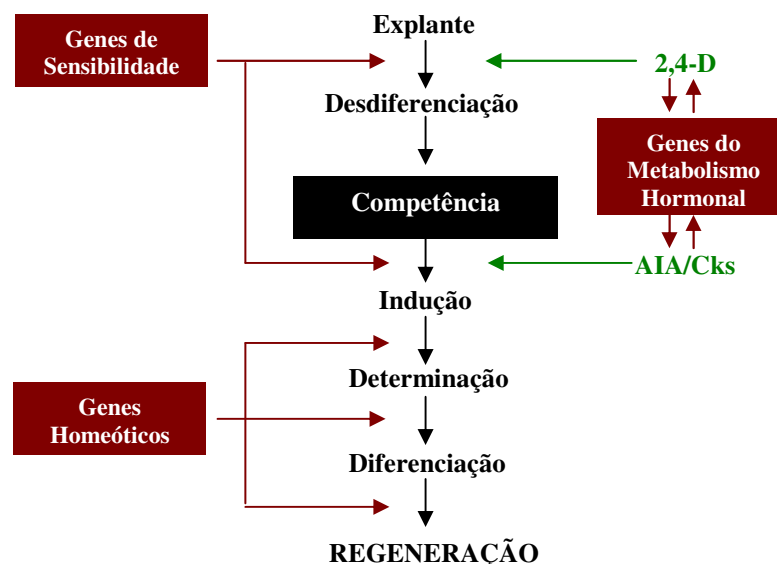 Explante
Genes de
Sensibilidade
2,4-D
Desdiferenciação
Genes do
Metabolismo
Hormonal
Competência
AIA/Cks
Indução
Determinação
Genes
Homeóticos
Diferenciação
REGENERAÇÃO